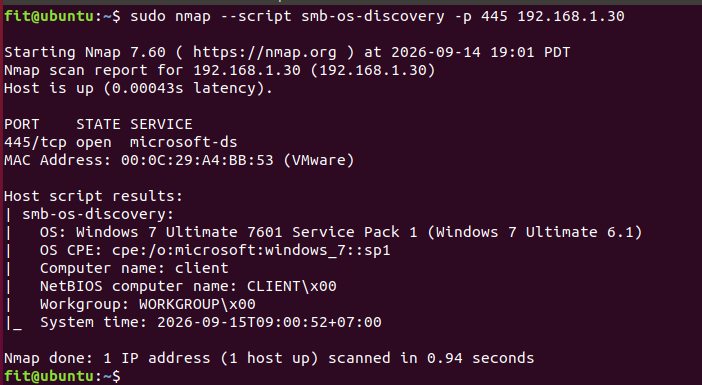 fit@ubuntu:~$ sudo nmap --script smb-os-discovery -p 445 192.168.1.30

Starting Nmap 7.60 ( https://nmap.org ) at 2026-09-14 19:01 PDT
Nmap scan report for 192.168.1.30 (192.168.1.30)
Host is up (0.00043s latency).

PORT    STATE SERVICE
445/tcp open  microsoft-ds
MAC Address: 00:0C:29:A4:BB:53 (VMware)

Host script results:
| smb-os-discovery:
|   OS: Windows 7 Ultimate 7601 Service Pack 1 (Windows 7 Ultimate 6.1)
|   OS CPE: cpe:/o:microsoft:windows_7::sp1
|   Computer name: client
|   NetBIOS computer name: CLIENT\x00
|   Workgroup: WORKGROUP\x00
|_  System time: 2026-09-15T09:00:52+07:00

Nmap done: 1 IP address (1 host up) scanned in 0.94 seconds
fit@ubuntu:~$